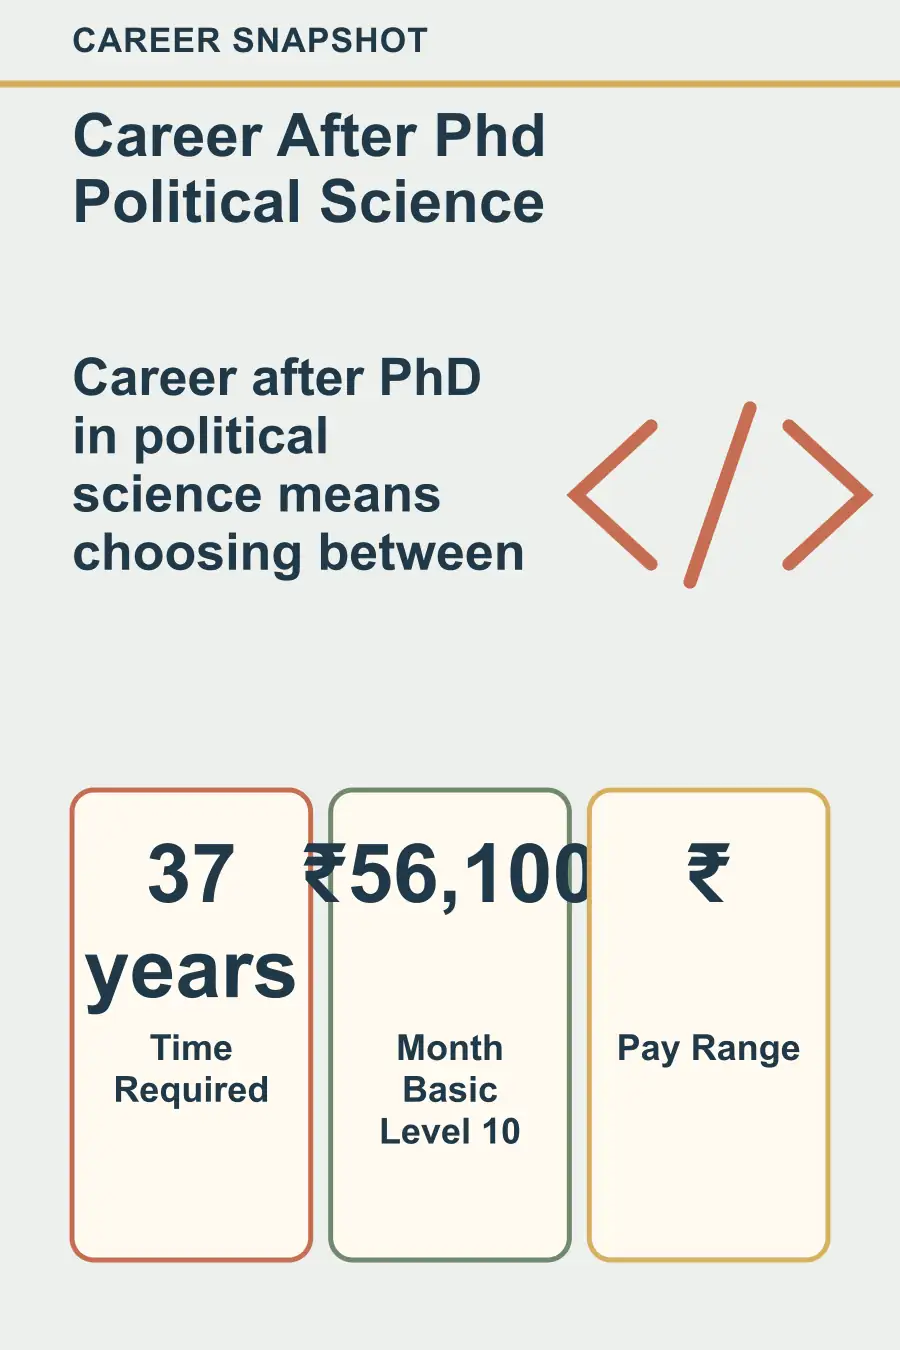 CAREER SNAPSHOT
Career After Phd
Political Science
Career after PhD
in political
science means
choosing between
37
years
Time
Required
₹56,100
Month
Basic
Level 10
₹
Pay Range